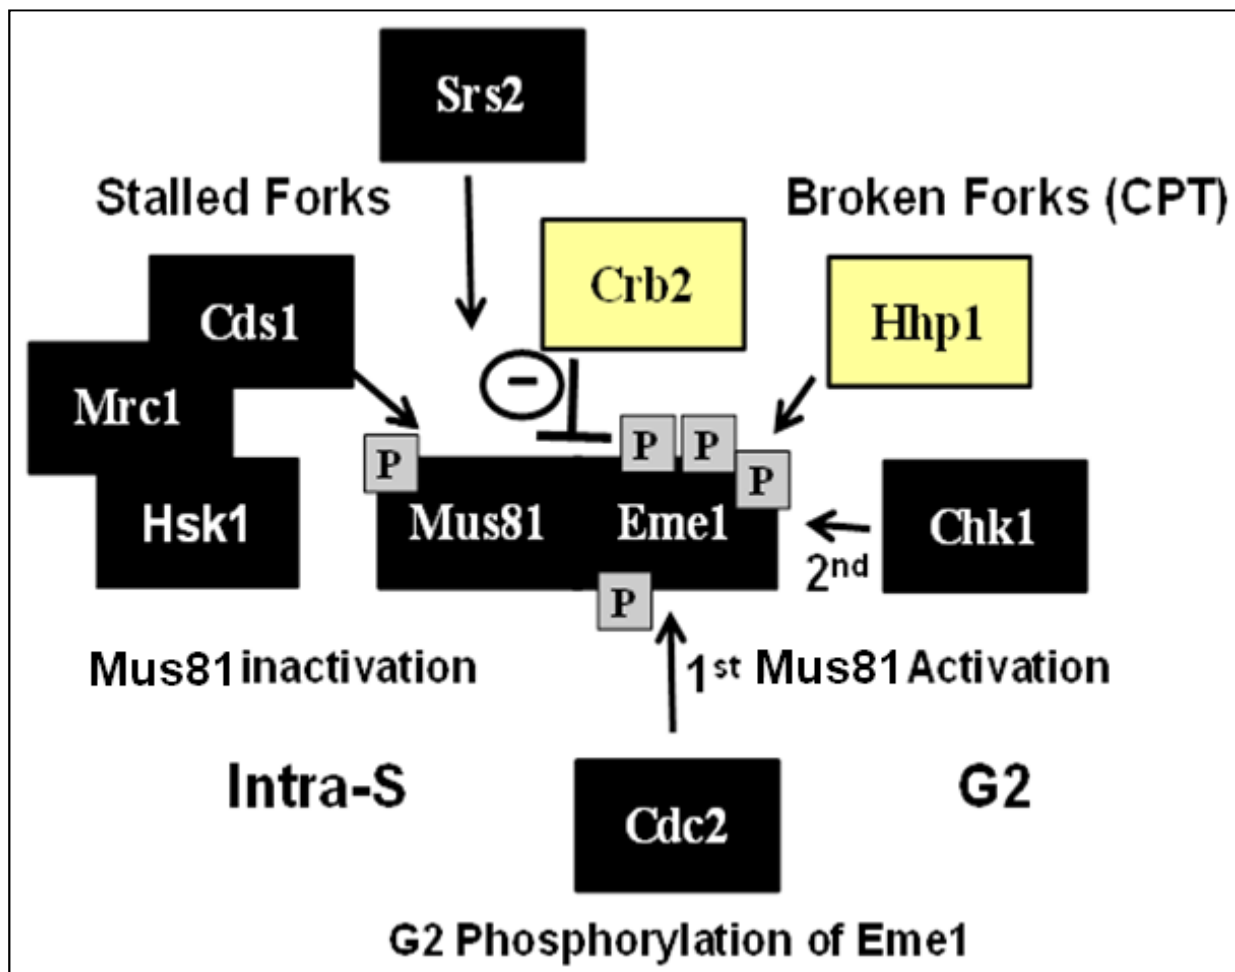 Srs2
Stalled Forks
Broken Forks (CPT)
Crb2
Hhp1
Cds1
Mrc1
Hsk1
–
P
P
P
P
Mus81
Eme1
Chk1
2nd
P
Mus81 inactivation
1st Mus81 Activation
Intra-S
G2
Cdc2
G2 Phosphorylation of Eme1